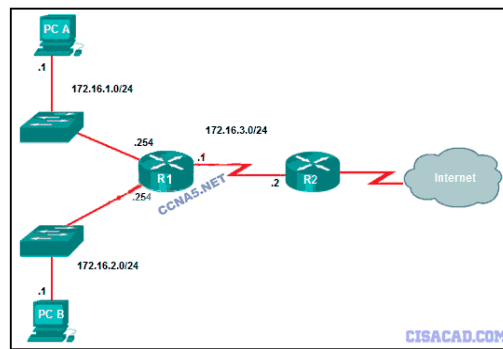 PC A
.1
172.16.1.0/24
.254
172.16.3.0/24
.1
R1
.2
R2
Internet
.254
CCNA5.NET
172.16.2.0/24
.1
PC B
CISACAD.COM